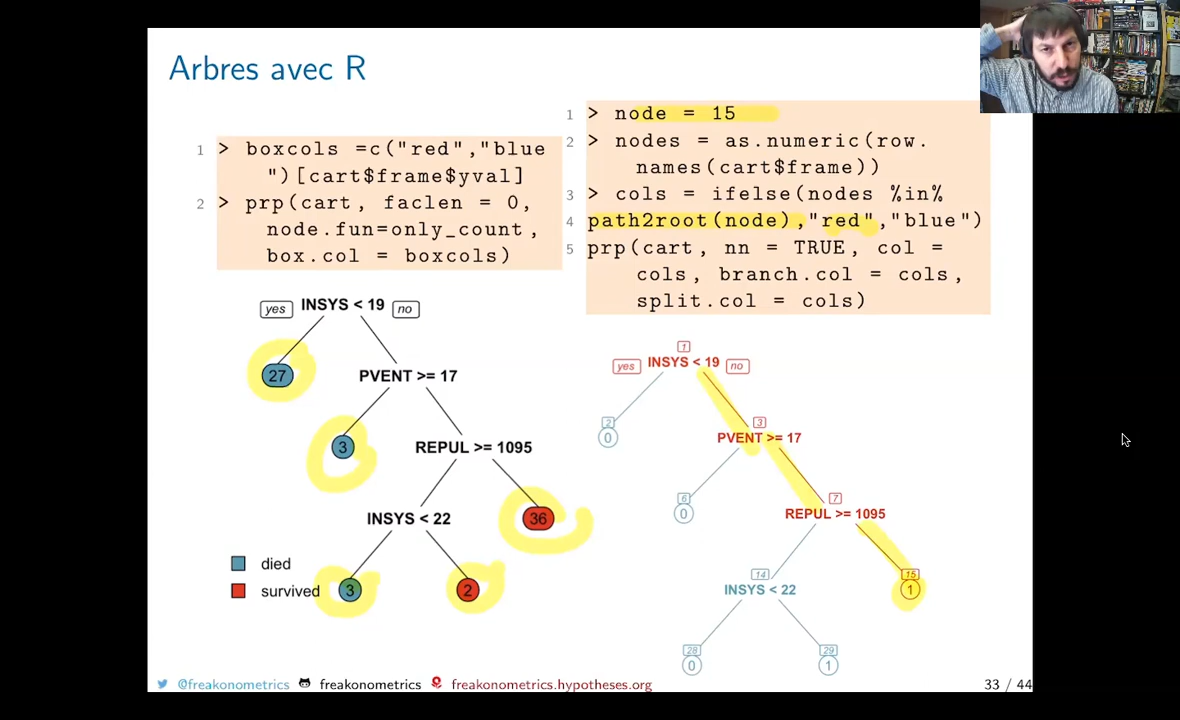 Arbres avec R
1 > boxcols =c("red","blue
")[cart$frame$yval]
2 > prp(cart, faclen = 0,
node.fun=only_count,
box.col = boxcols)
1 > node = 15
2 > nodes = as.numeric(row.
names(cart$frame))
3 > cols = ifelse(nodes %in%
4 path2root(node),"red","blue")
5 prp(cart, nn = TRUE, col =
cols, branch.col = cols,
split.col = cols)
yes INSYS < 19 no
27 PVENT >= 17
3 REPUL >= 1095
INSYS < 22 36
3 2
died
survived
1
yes INSYS < 19 no
2 3
0 PVENT >= 17
6 7
0 REPUL >= 1095
14 15
INSYS < 22 1
28 29
0 1
@freakonometrics freakonometrics freakonometrics.hypotheses.org 33 / 44